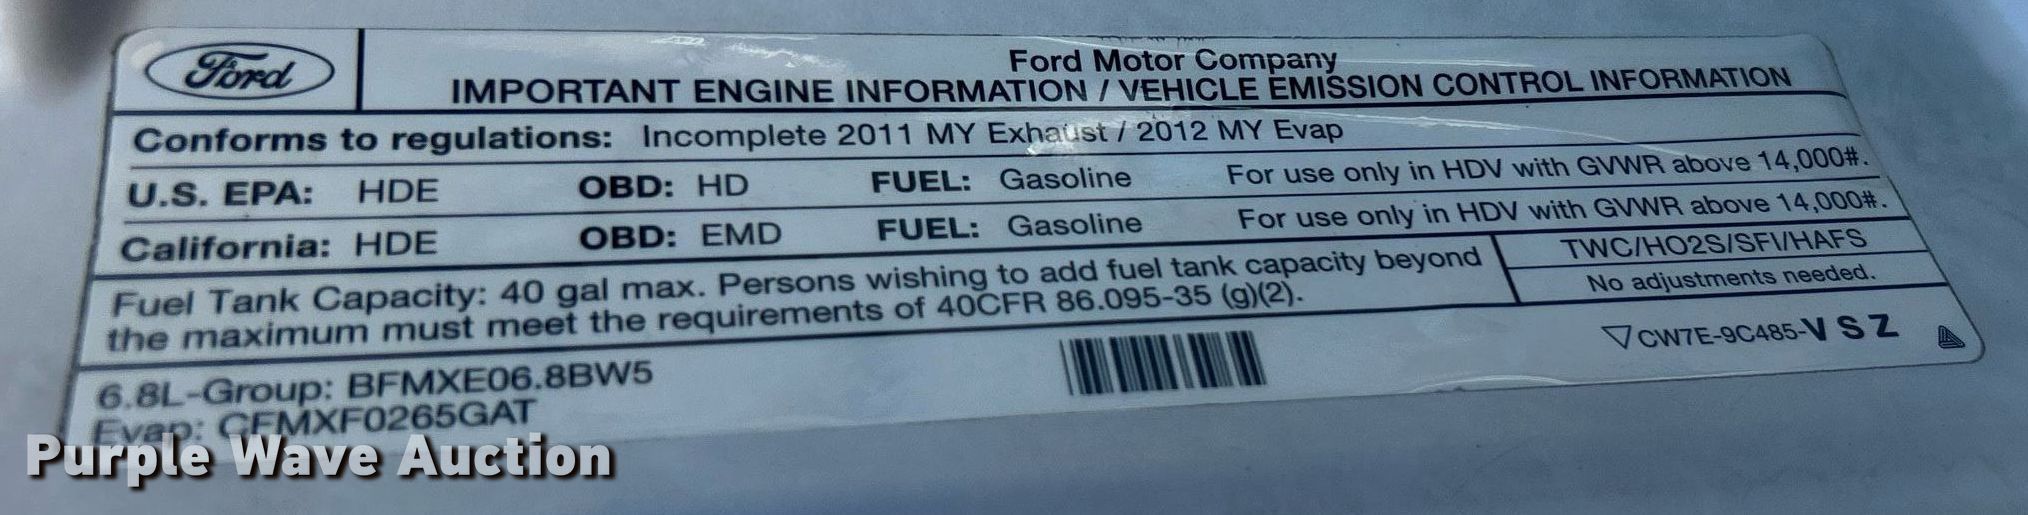 Ford
Ford Motor Company
IMPORTANT ENGINE INFORMATION / VEHICLE EMISSION CONTROL INFORMATION
Conforms to regulations: Incomplete 2011 MY Exhaust / 2012 MY Evap
U.S. EPA: HDE OBD: HD FUEL: Gasoline For use only in HDV with GVWR above 14,000#.
California: HDE OBD: EMD FUEL: Gasoline For use only in HDV with GVWR above 14,000#.
Fuel Tank Capacity: 40 gal max. Persons wishing to add fuel tank capacity beyond
the maximum must meet the requirements of 40CFR 86.095-35 (g)(2).
TWC/HO2S/SFI/HAFS
No adjustments needed.
6.8L-Group: BFMXE06.8BW5
Evap: CFMXF0265GAT
CW7E-9C485-V S Z
Purple Wave Auction